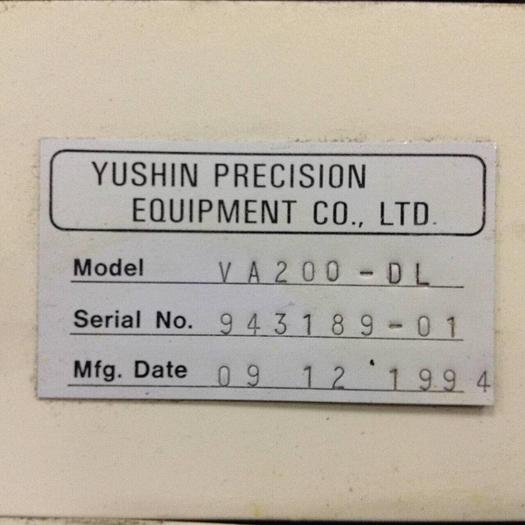 YUSHIN PRECISION
EQUIPMENT CO., LTD.
Model VA200-DL
Serial No. 943189-01
Mfg. Date 09 12 '1994